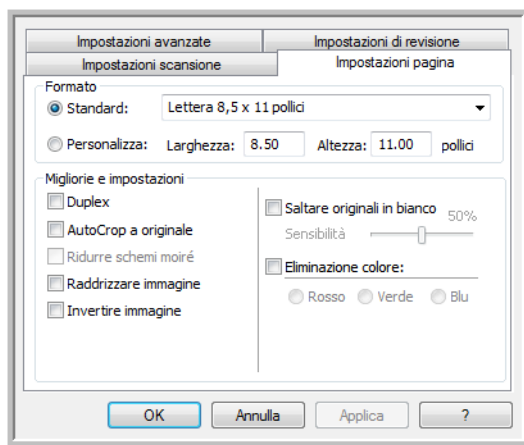 Impostazioni avanzate Impostazioni di revisione
Impostazioni scansione Impostazioni pagina
Formato
Standard: Lettera 8,5 x 11 pollici
Personalizza: Larghezza: 8.50 Altezza: 11.00 pollici
Migliorie e impostazioni
Duplex
AutoCrop a originale
Ridurre schemi moiré
Raddrizzare immagine
Invertire immagine
Saltare originali in bianco 50%
Sensibilità
Eliminazione colore:
Rosso Verde Blu
OK Annulla Applica ?